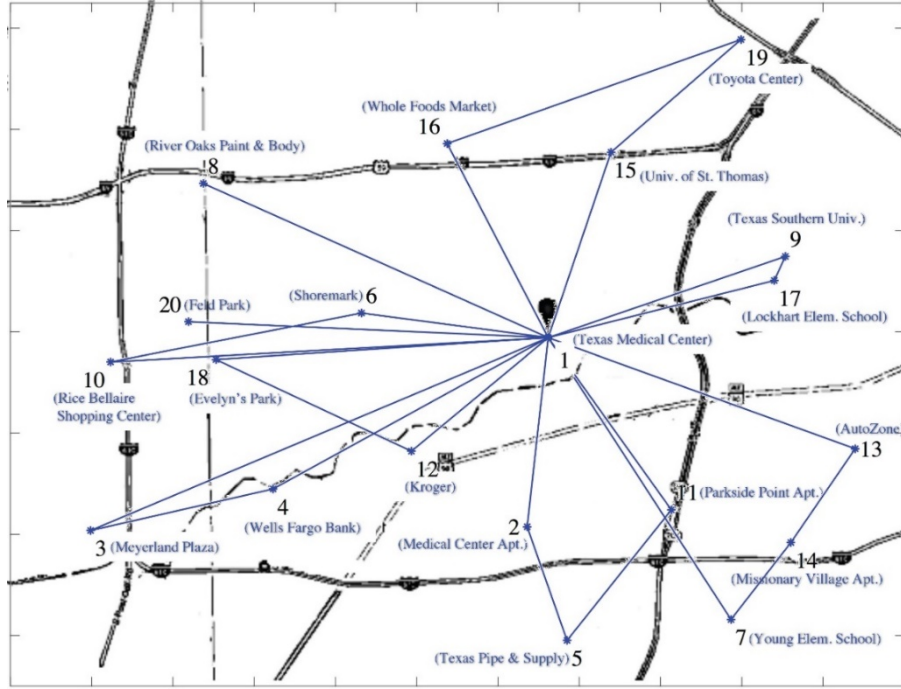 19
(Toyota Center)
(Whole Foods Market)
16
(River Oaks Paint & Body)
8
15
(Univ. of St. Thomas)
(Texas Southern Univ.)
9
17
(Lockhart Elem. School)
(Shoremark)
6
20
(Feld Park)
(Texas Medical Center)
1
10
(Rice Bellaire
Shopping Center)
18
(Evelyn's Park)
(AutoZone)
13
12
(Kroger)
4
(Wells Fargo Bank)
11
(Parkside Point Apt.)
2
(Medical Center Apt.)
3
(Meyerland Plaza)
14
(Missionary Village Apt.)
7
(Young Elem. School)
(Texas Pipe & Supply)
5